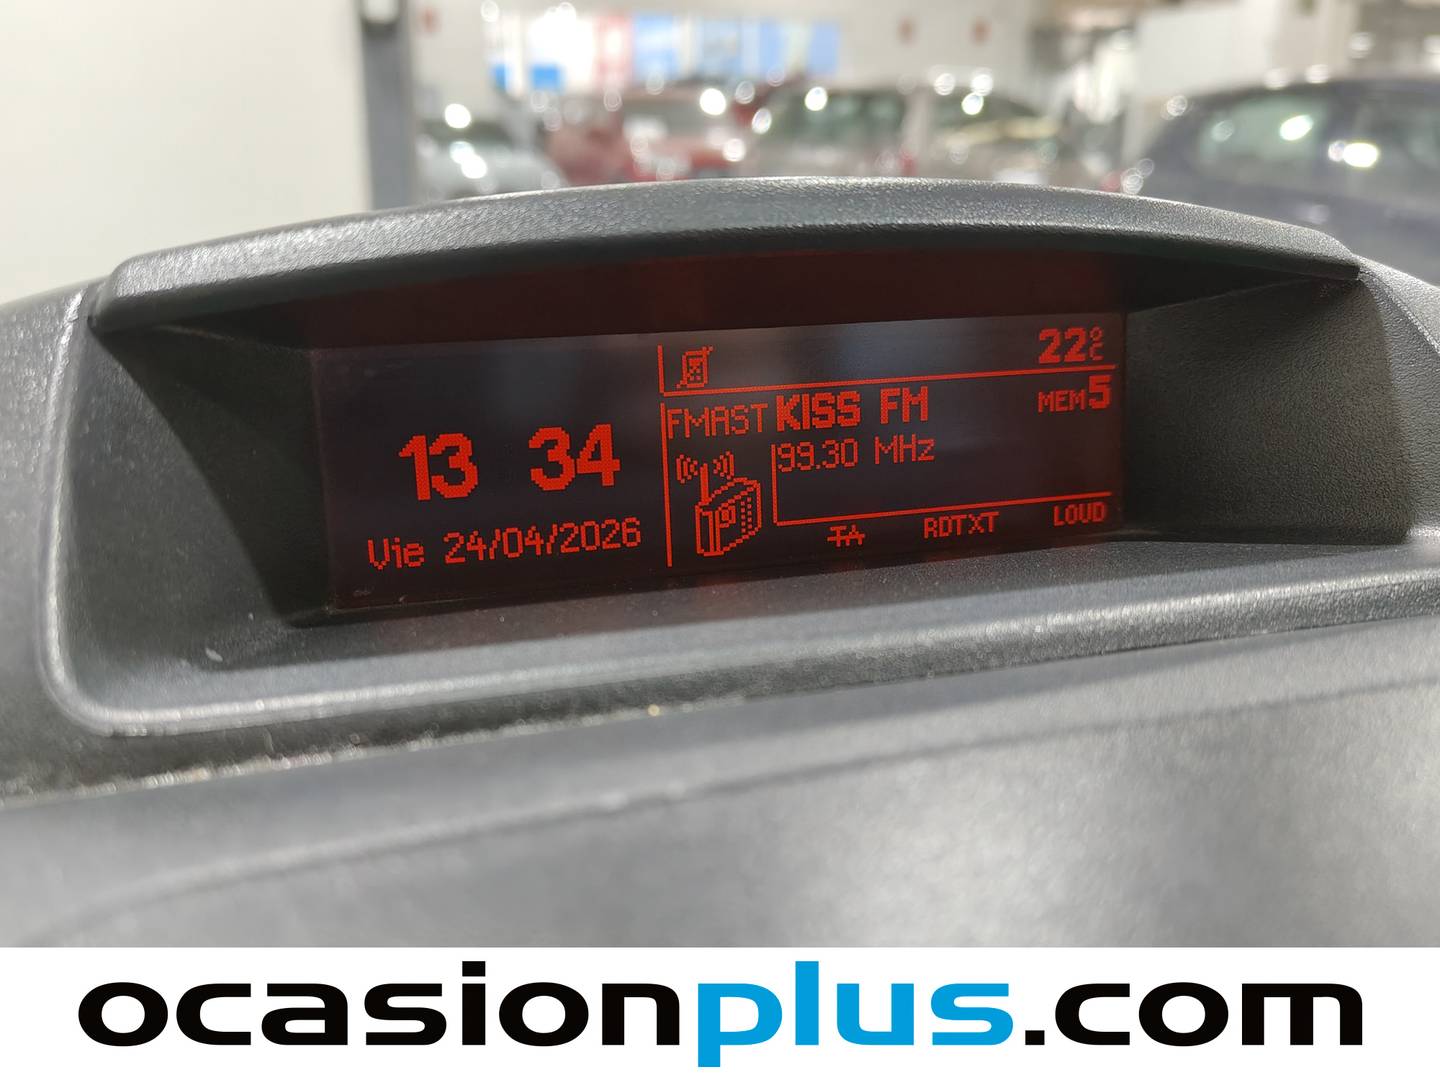 22°C
13 34
Vie 24/04/2026
FMAST KISS FM MEM5
99.30 MHz
TA RDTXT LOUD
ocasionplus.com